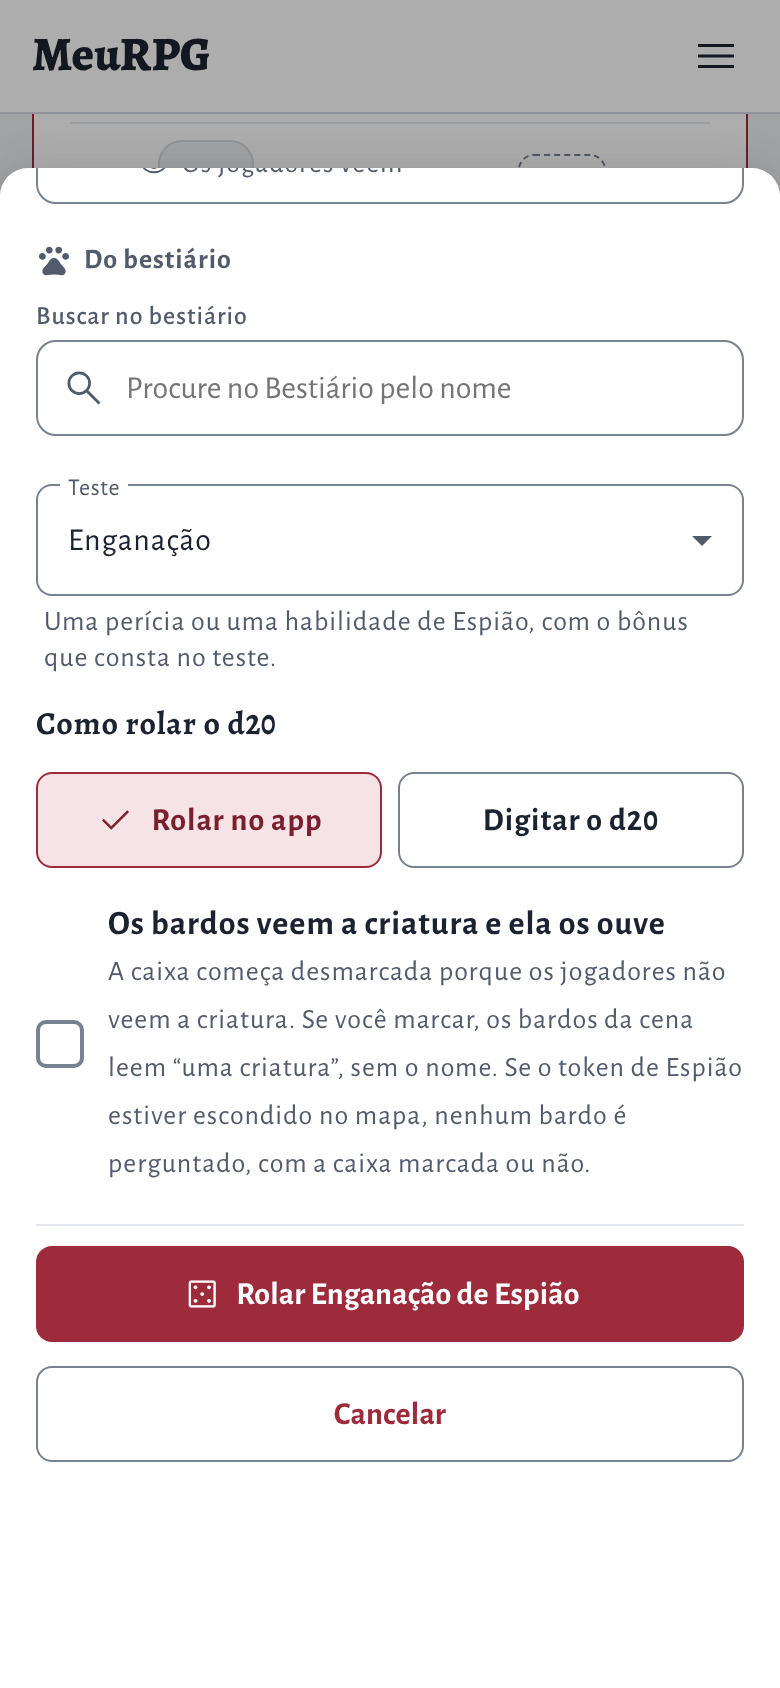 MeuRPG
Os jogadores veem
Do bestiário
Buscar no bestiário
Procure no Bestiário pelo nome
Teste
Enganação
Uma perícia ou uma habilidade de Espião, com o bônus
que consta no teste.
Como rolar o d20
Rolar no app
Digitar o d20
Os bardos veem a criatura e ela os ouve
A caixa começa desmarcada porque os jogadores não
veem a criatura. Se você marcar, os bardos da cena
leem “uma criatura”, sem o nome. Se o token de Espião
estiver escondido no mapa, nenhum bardo é
perguntado, com a caixa marcada ou não.
Rolar Enganação de Espião
Cancelar